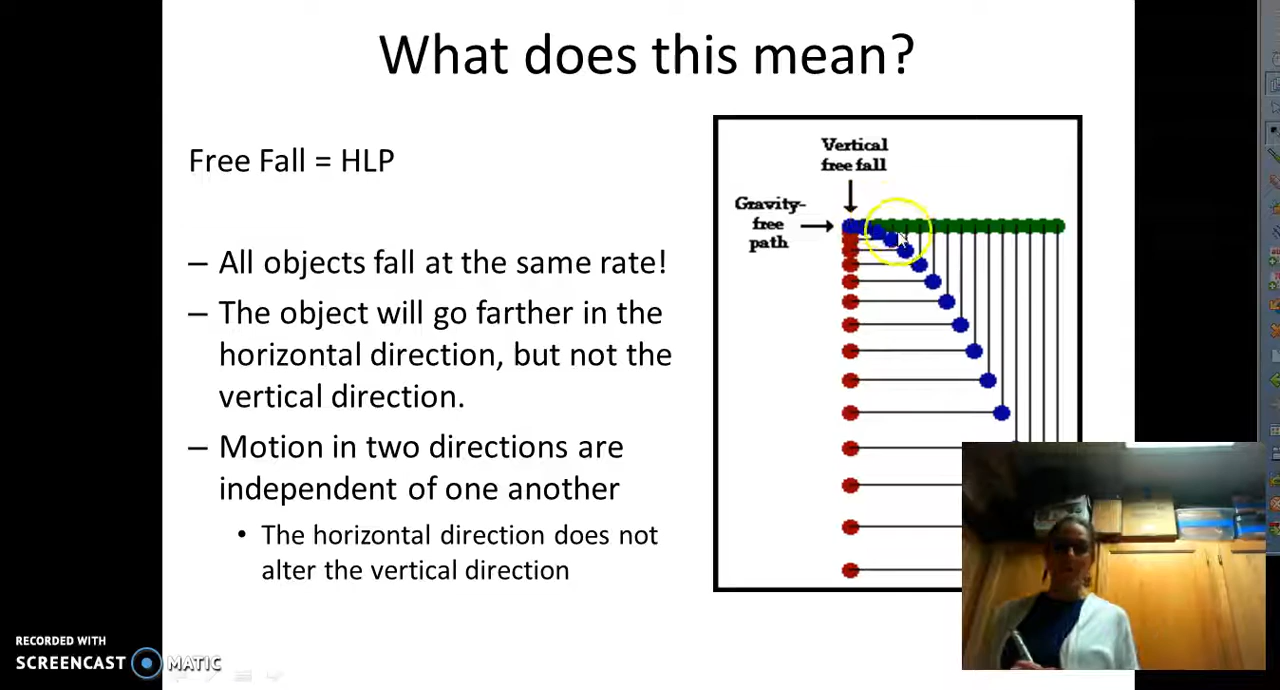 What does this mean?
Free Fall = HLP
– All objects fall at the same rate!
– The object will go farther in the
horizontal direction, but not the
vertical direction.
– Motion in two directions are
independent of one another
• The horizontal direction does not
alter the vertical direction
Vertical
free fall
Gravity-
free
path
RECORDED WITH
SCREENCAST MATIC